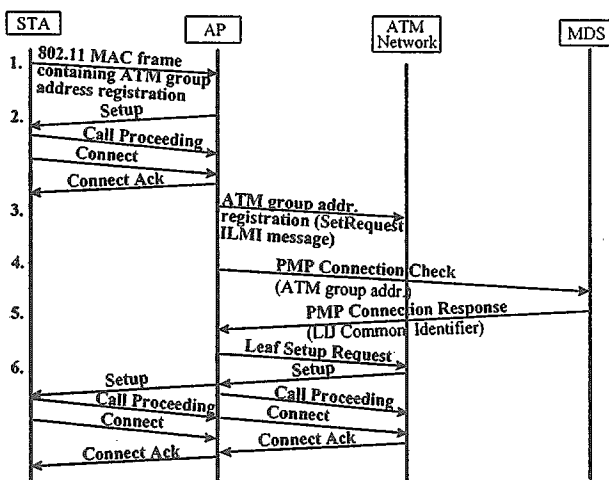 STA
AP
ATM
Network
MDS
1.
802.11 MAC frame
containing ATM group
address registration
2.
Setup
Call Proceeding
Connect
Connect Ack
3.
ATM group addr.
registration (SetRequest
ILMI message)
4.
PMP Connection Check
(ATM group addr.)
5.
PMP Connection Response
(LIJ Common Identifier)
Leaf Setup Request
6.
Setup
Setup
Call Proceeding
Call Proceeding
Connect
Connect
Connect Ack
Connect Ack